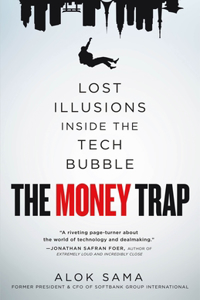 LOST
ILLUSIONS
INSIDE THE
TECH
BUBBLE
THE MONEY TRAP
"A riveting page-turner about
the world of technology and dealmaking."
—JONATHAN SAFRAN FOER, AUTHOR OF
EXTREMELY LOUD AND INCREDIBLY CLOSE
ALOK SAMA
FORMER PRESIDENT & CFO OF SOFTBANK GROUP INTERNATIONAL